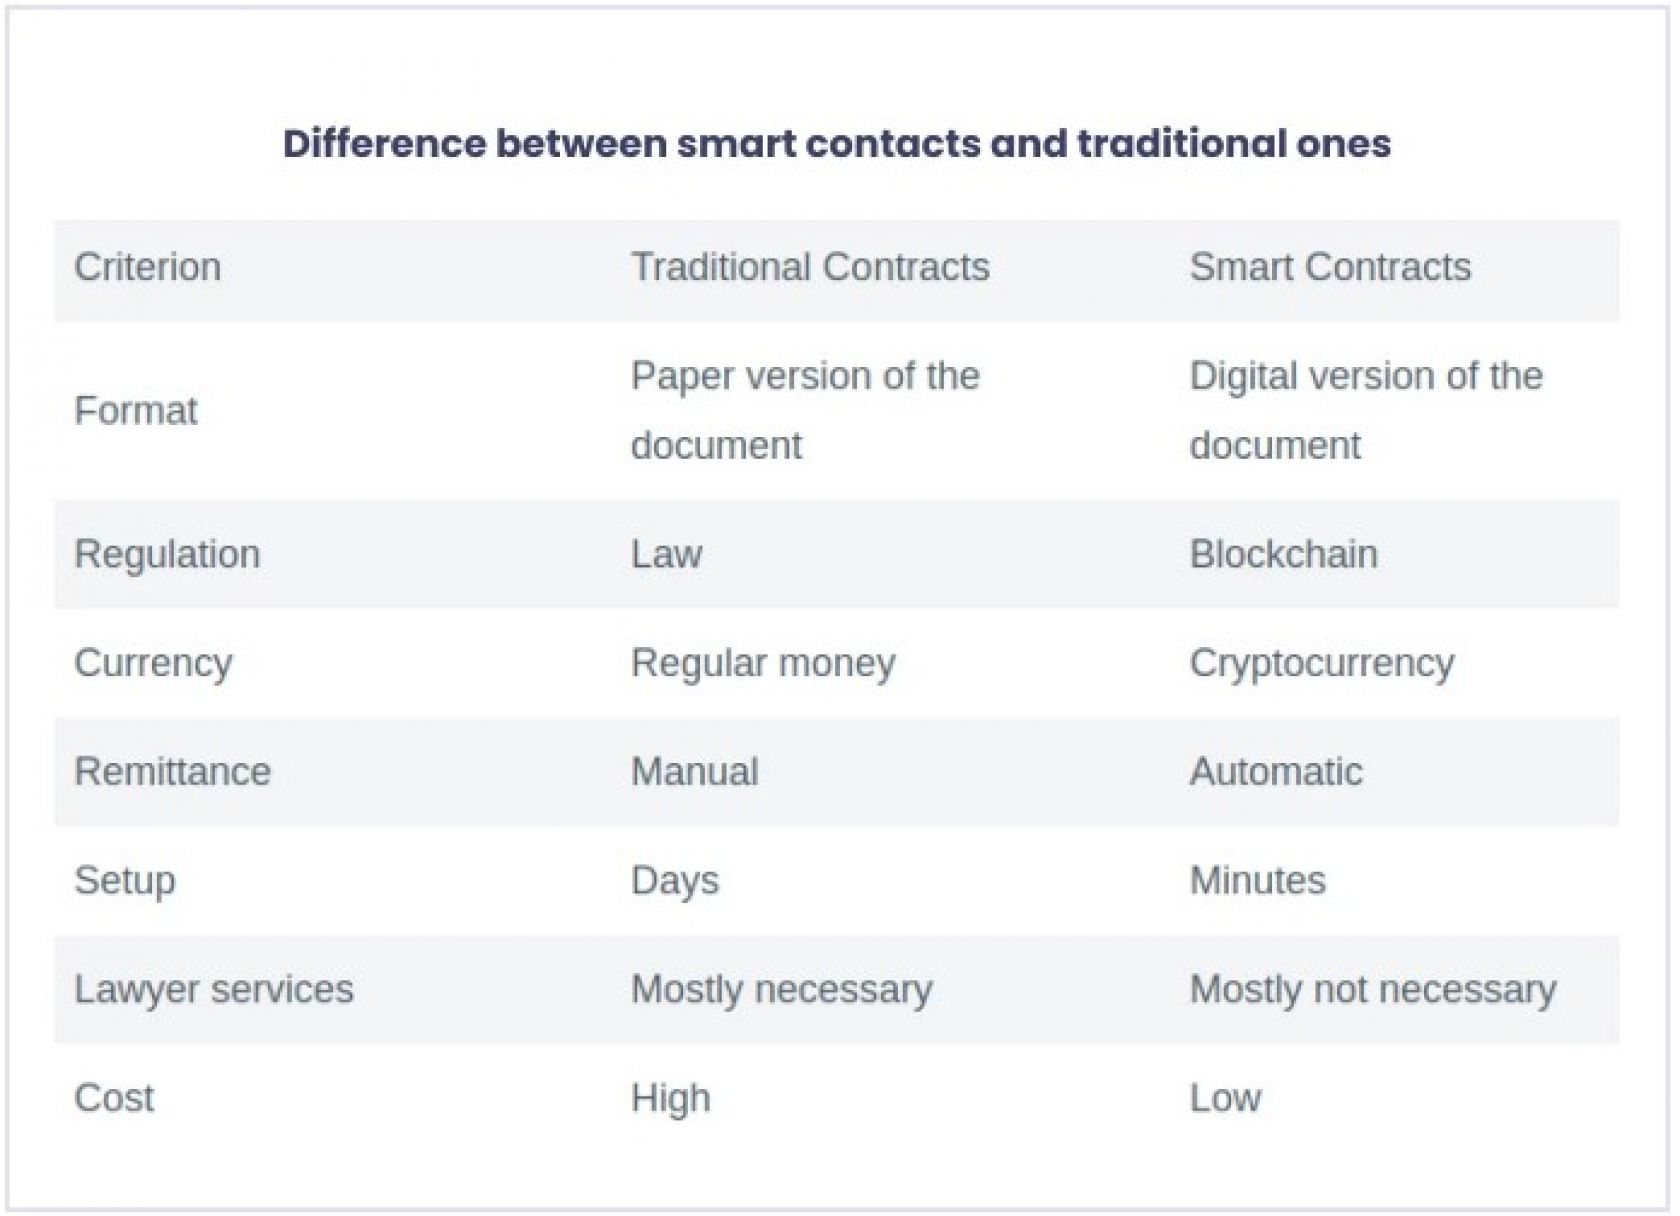 Difference between smart contacts and traditional ones
Criterion Traditional Contracts Smart Contracts
Format Paper version of the document Digital version of the document
Regulation Law Blockchain
Currency Regular money Cryptocurrency
Remittance Manual Automatic
Setup Days Minutes
Lawyer services Mostly necessary Mostly not necessary
Cost High Low